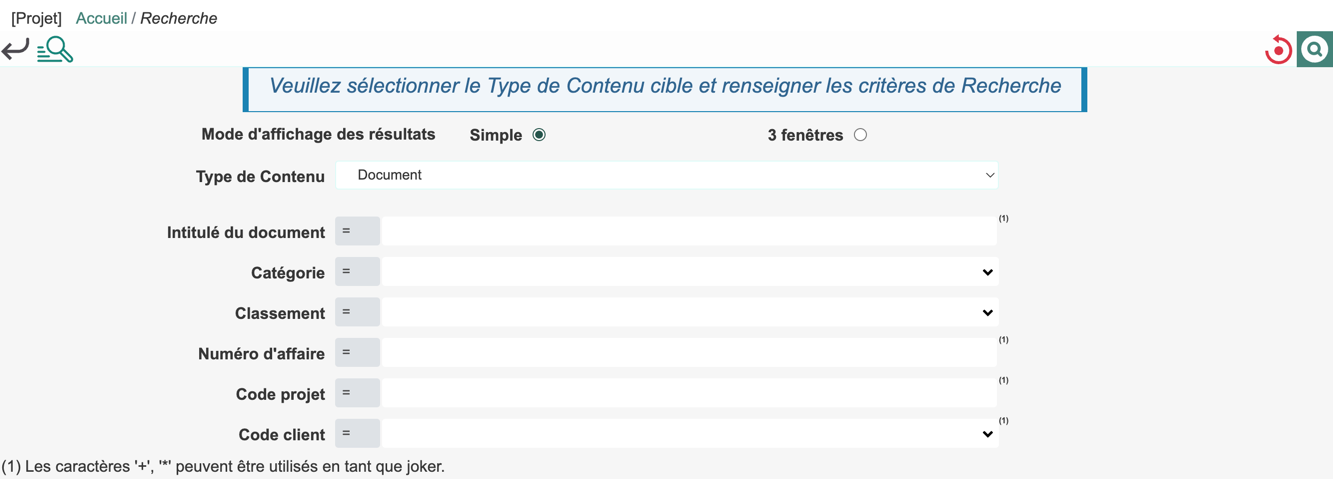 [Projet] Accueil / Recherche
Veuillez sélectionner le Type de Contenu cible et renseigner les critères de Recherche
Mode d'affichage des résultats Simple 3 fenêtres
Type de Contenu Document
Intitulé du document = (1)
Catégorie =
Classement =
Numéro d'affaire = (1)
Code projet = (1)
Code client = (1)
(1) Les caractères '+', '*' peuvent être utilisés en tant que joker.